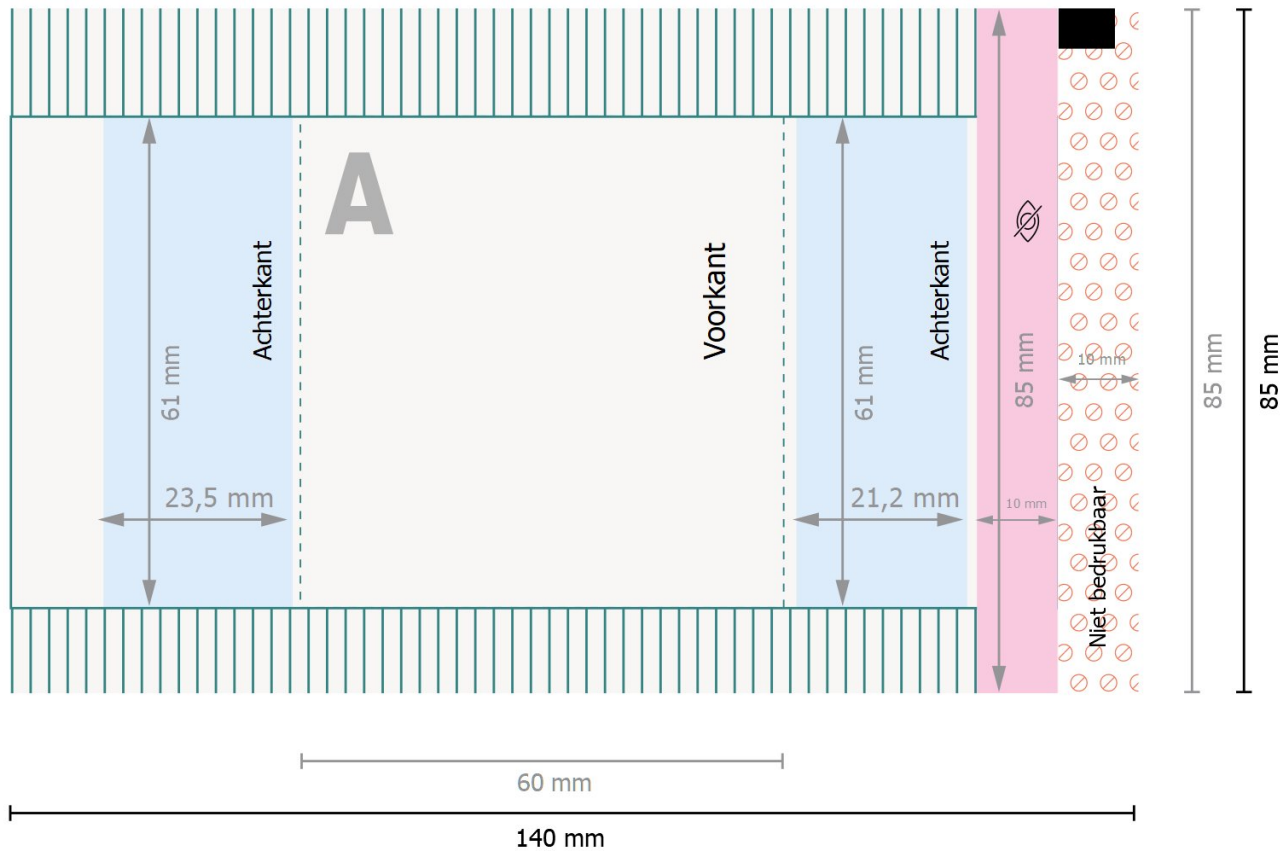 A
Achterkant
61 mm
23,5 mm
Voorkant
Achterkant
61 mm
21,2 mm
85 mm
10 mm
10 mm
Niet bedrukbaar
85 mm
85 mm
60 mm
140 mm